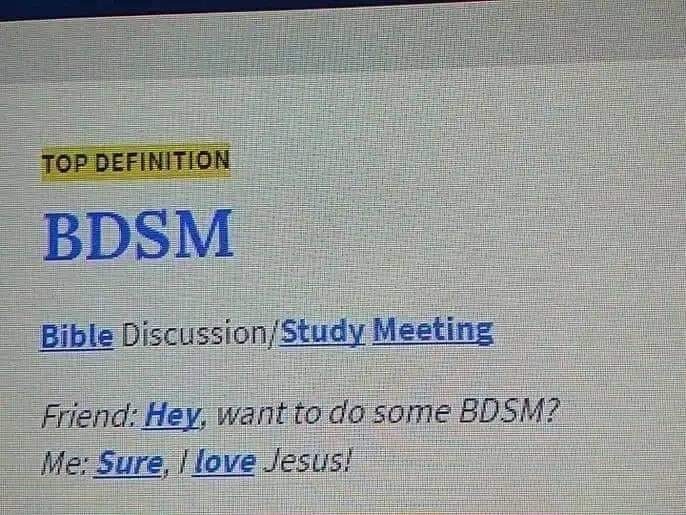 TOP DEFINITION
BDSM
Bible Discussion/Study Meeting
Friend: Hey, want to do some BDSM?
Me: Sure, I love Jesus!